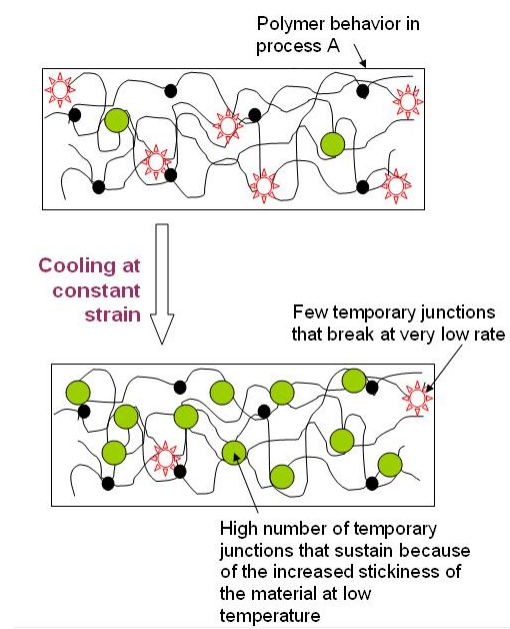 Polymer behavior in
process A
Cooling at
constant
strain
Few temporary junctions
that break at very low rate
High number of temporary
junctions that sustain because
of the increased stickiness of
the material at low
temperature